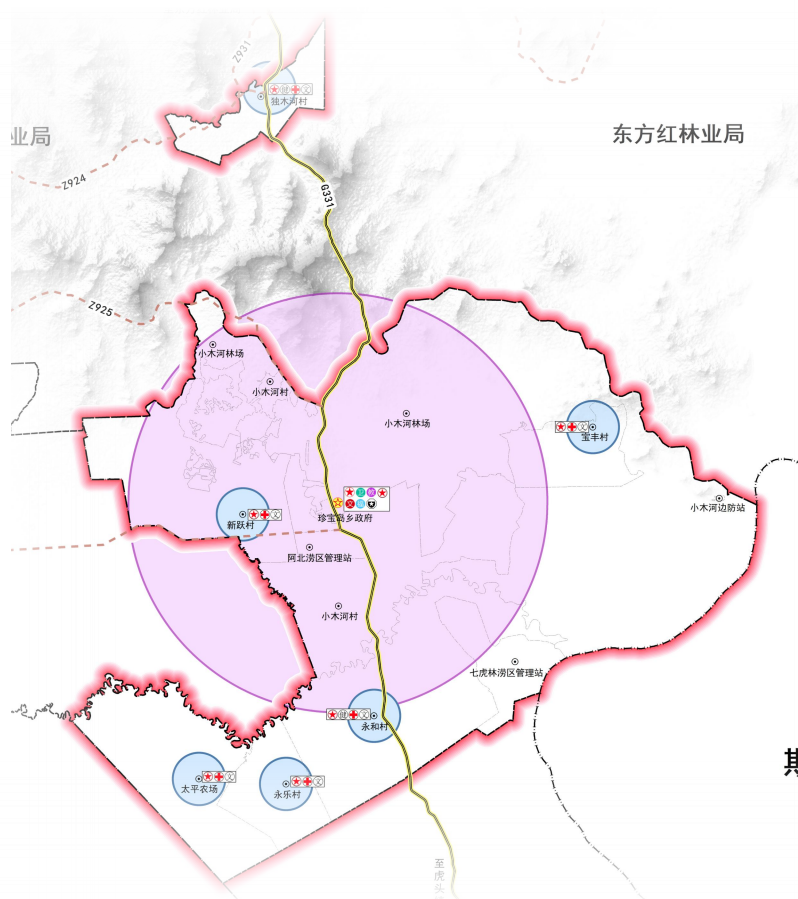 Z931
独木河村
业局
东方红林业局
Z924
G331
Z925
小木河林场
小木河村
小木河林场
宝丰村
小木河边防站
珍宝岛乡政府
新跃村
阿北涝区管理站
小木河村
七虎林涝区管理站
永和村
太平农场
永乐村
至虎头